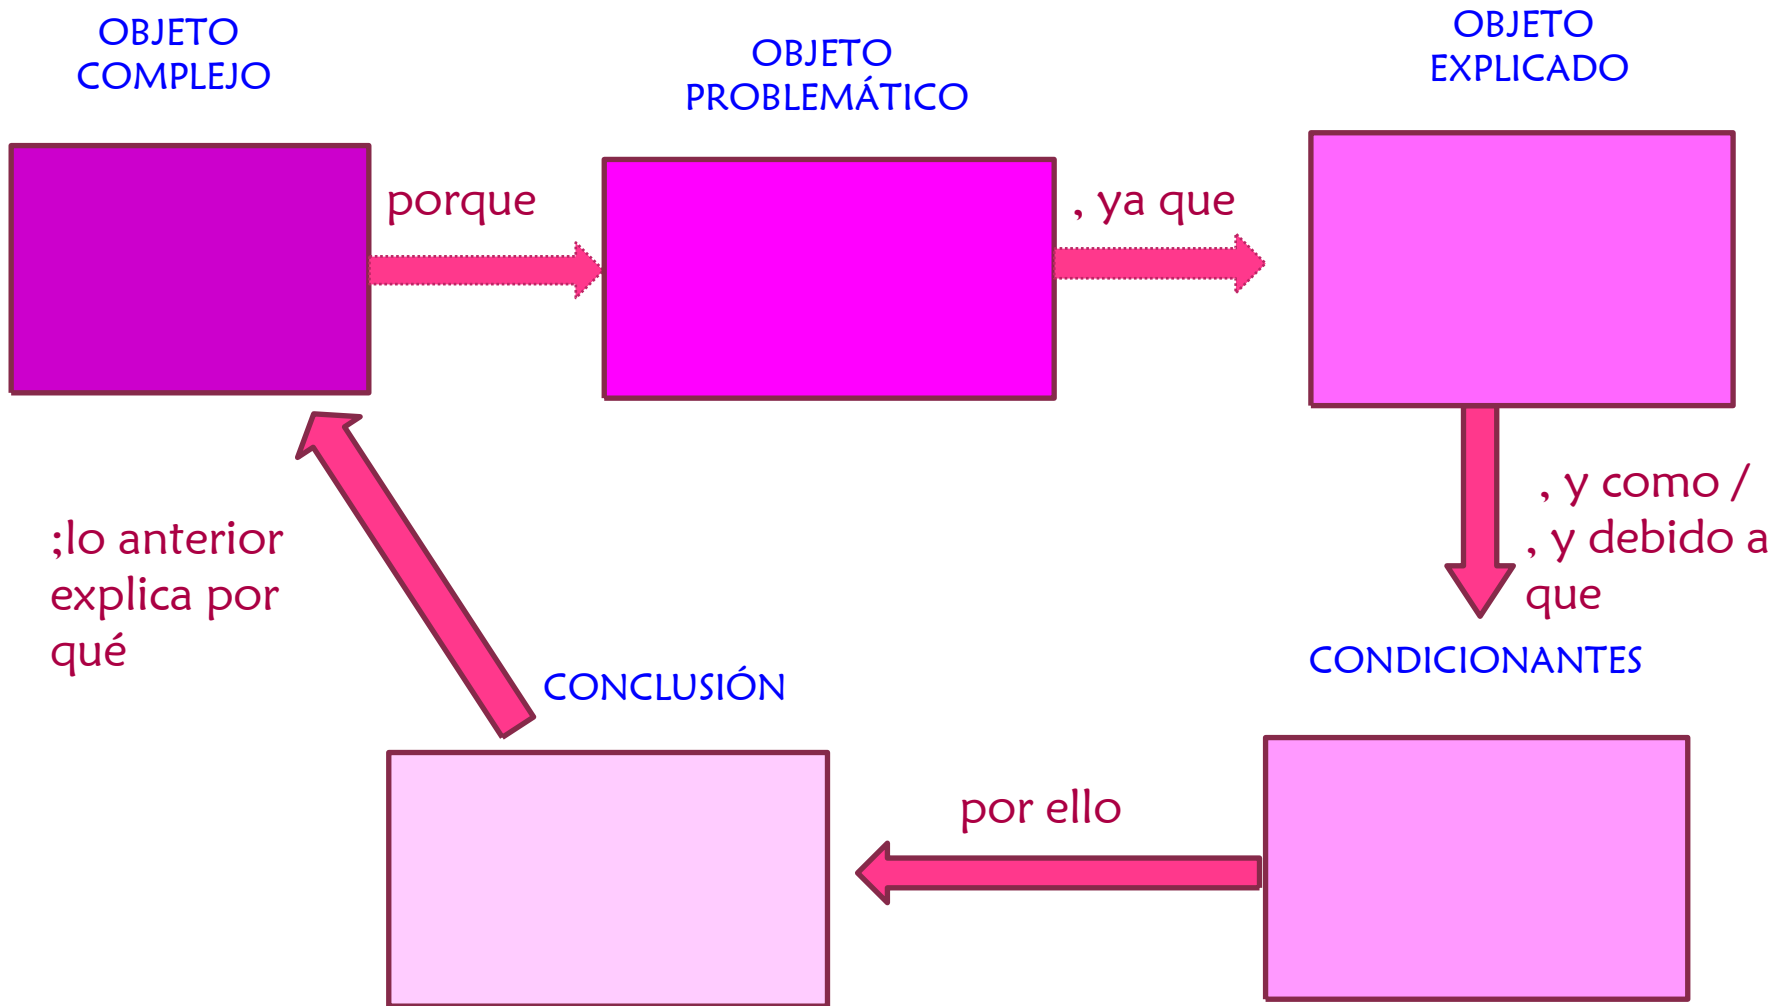 OBJETO
COMPLEJO
porque
OBJETO
PROBLEMÁTICO
, ya que
OBJETO
EXPLICADO
, y como /
, y debido a
que
CONDICIONANTES
por ello
CONCLUSIÓN
;lo anterior
explica por
qué